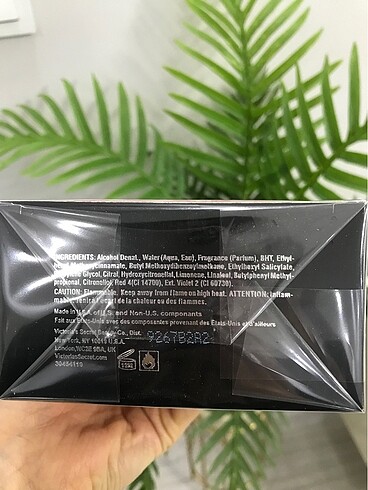 INGREDIENTS: Alcohol Denat., Water (Aqua, Eau), Fragrance (Parfum), BHT, Ethyl-
Methoxycinnamate, Butyl Methoxydibenzoylmethane, Ethylhexyl Salicylate,
Glycol, Citral, Hydroxycitronellal, Limonene, Linalool, Butylphenyl Methyl-
propional, Citronellol, Red 4(CI 14700), Ext. Violet 2 (CI 60730).
CAUTION: Flammable. Keep away from flame or high heat. ATTENTION: Inflam-
mable. Tenir l'écart de la chaleur ou des flammes.
Made in U.S.A. of U.S. and Non-U.S. components
Fait aux États-Unis avec des composantes provenant des États-Unis et d'ailleurs
Victoria's Secret Beauty Co., Dist.
New York, NY 10019 U.S.A.
London, 9BA, UK
VictoriasSecret.com
9267B2A2